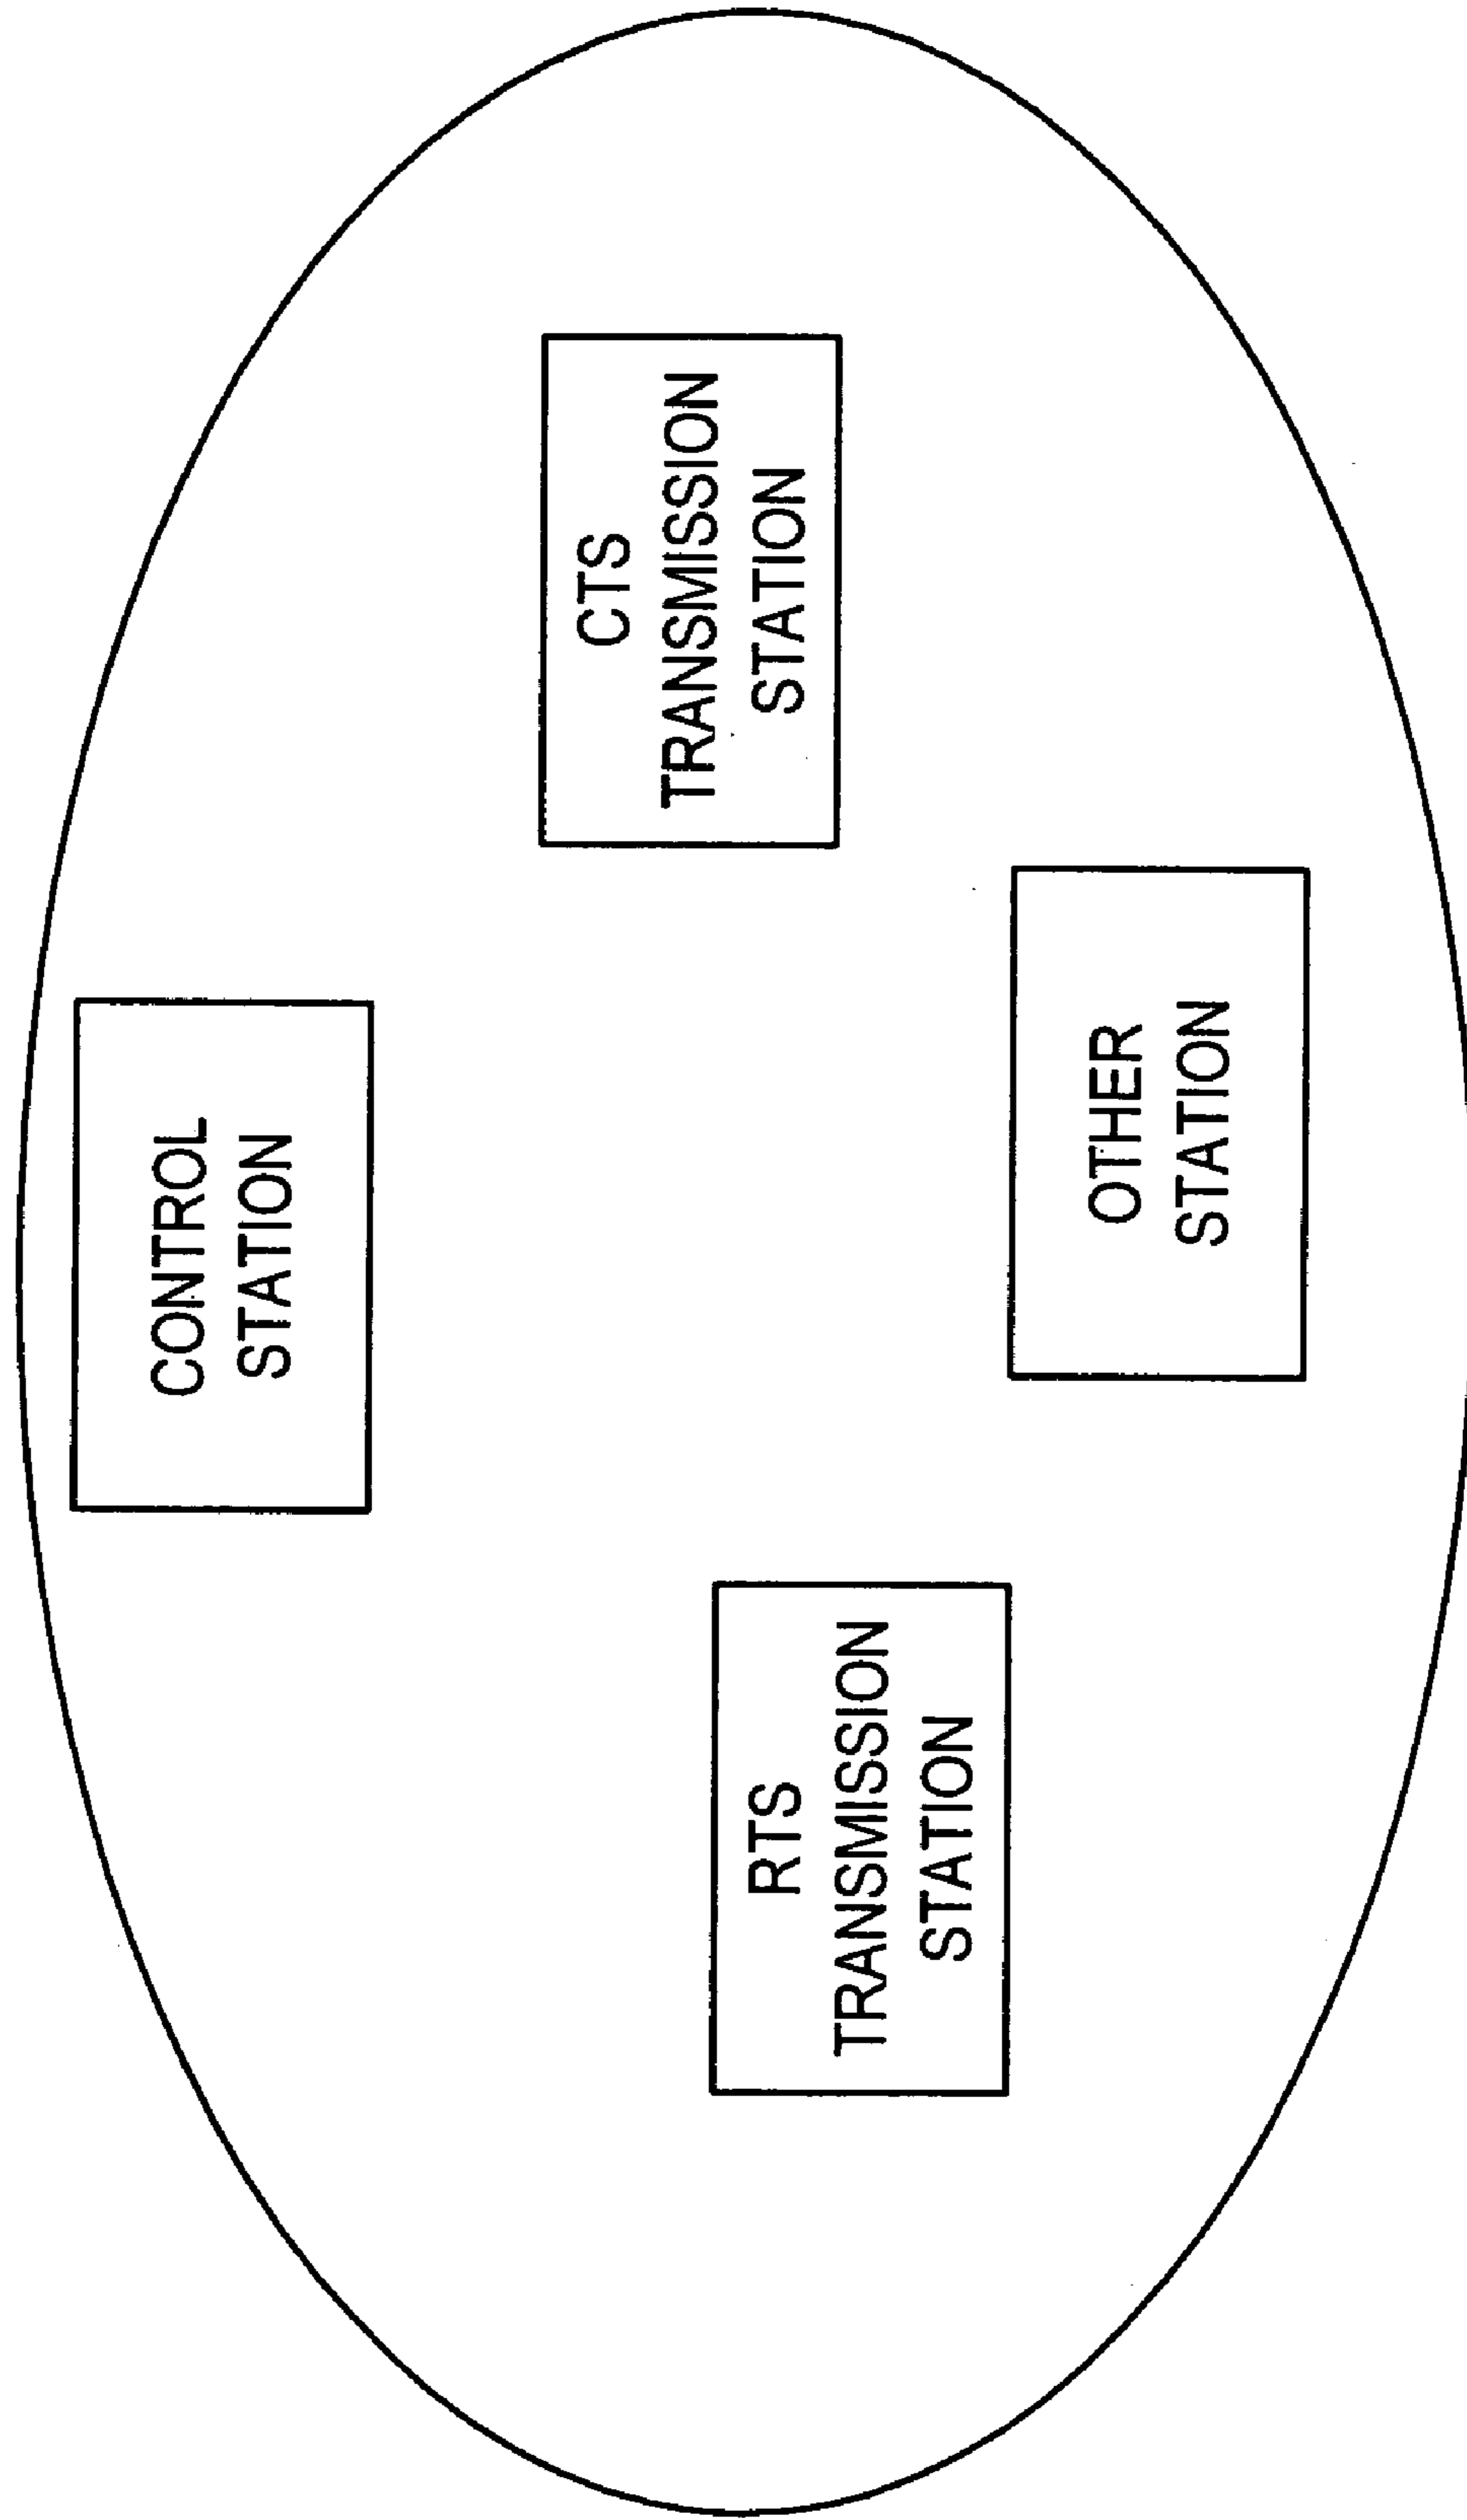 CONTROL
STATION
CTS
TRANSMISSION
STATION
RTS
TRANSMISSION
STATION
OTHER
STATION